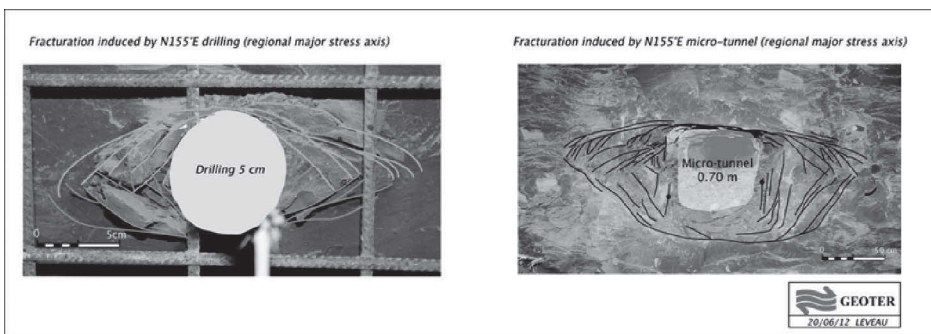 Fracturation induced by N155°E drilling (regional major stress axis)
Drilling 5 cm
0 5cm
Fracturation induced by N155°E micro-tunnel (regional major stress axis)
Micro-tunnel
0.70 m
0 50 cm
GEOTER
20/06/12 LEVEAU